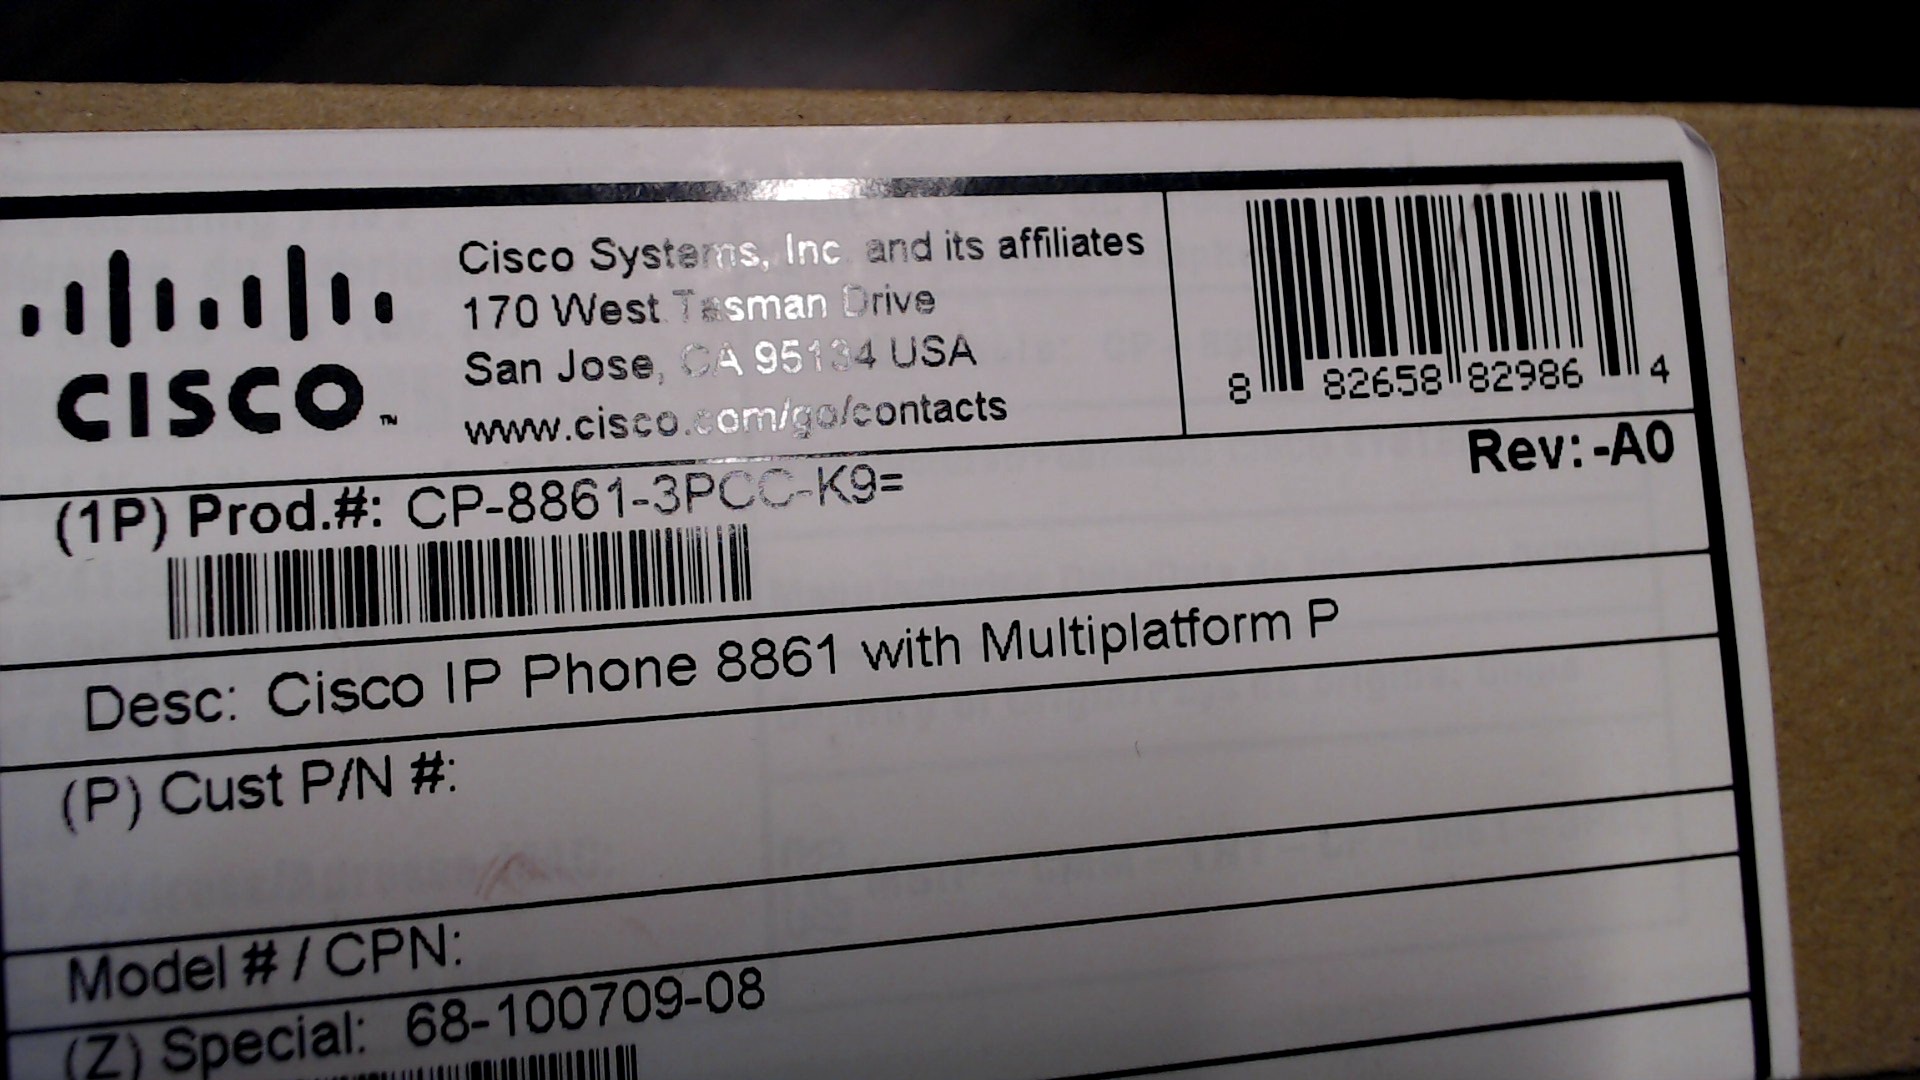 CISCO™
Cisco Systems, Inc. and its affiliates
170 West Tasman Drive
San Jose, CA 95134 USA
www.cisco.com/go/contacts
8 82658 82986 4
Rev: -A0
(1P) Prod.#: CP-8861-3PCC-K9=
Desc: Cisco IP Phone 8861 with Multiplatform P
(P) Cust P/N #:
Model # / CPN:
(Z) Special: 68-100709-08